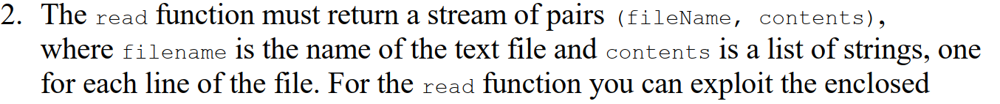 2. The read function must return a stream of pairs (fileName, contents),
where filename is the name of the text file and contents is a list of strings, one
for each line of the file. For the read function you can exploit the enclosed